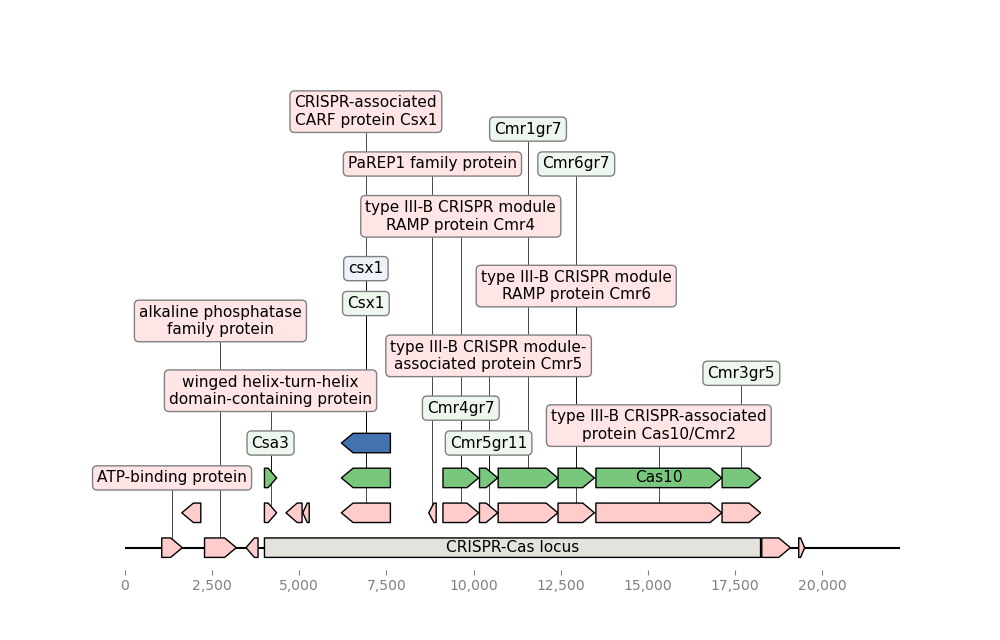 CRISPR-associated
CARF protein Csx1
Cmr1gr7
PaREP1 family protein
Cmr6gr7
type III-B CRISPR module
RAMP protein Cmr4
csx1
type III-B CRISPR module
RAMP protein Cmr6
Csx1
alkaline phosphatase
family protein
type III-B CRISPR module-
associated protein Cmr5
Cmr3gr5
winged helix-turn-helix
domain-containing protein
Cmr4gr7
type III-B CRISPR-associated
protein Cas10/Cmr2
Csa3
Cmr5gr11
ATP-binding protein
Cas10
CRISPR-Cas locus
0 2,500 5,000 7,500 10,000 12,500 15,000 17,500 20,000